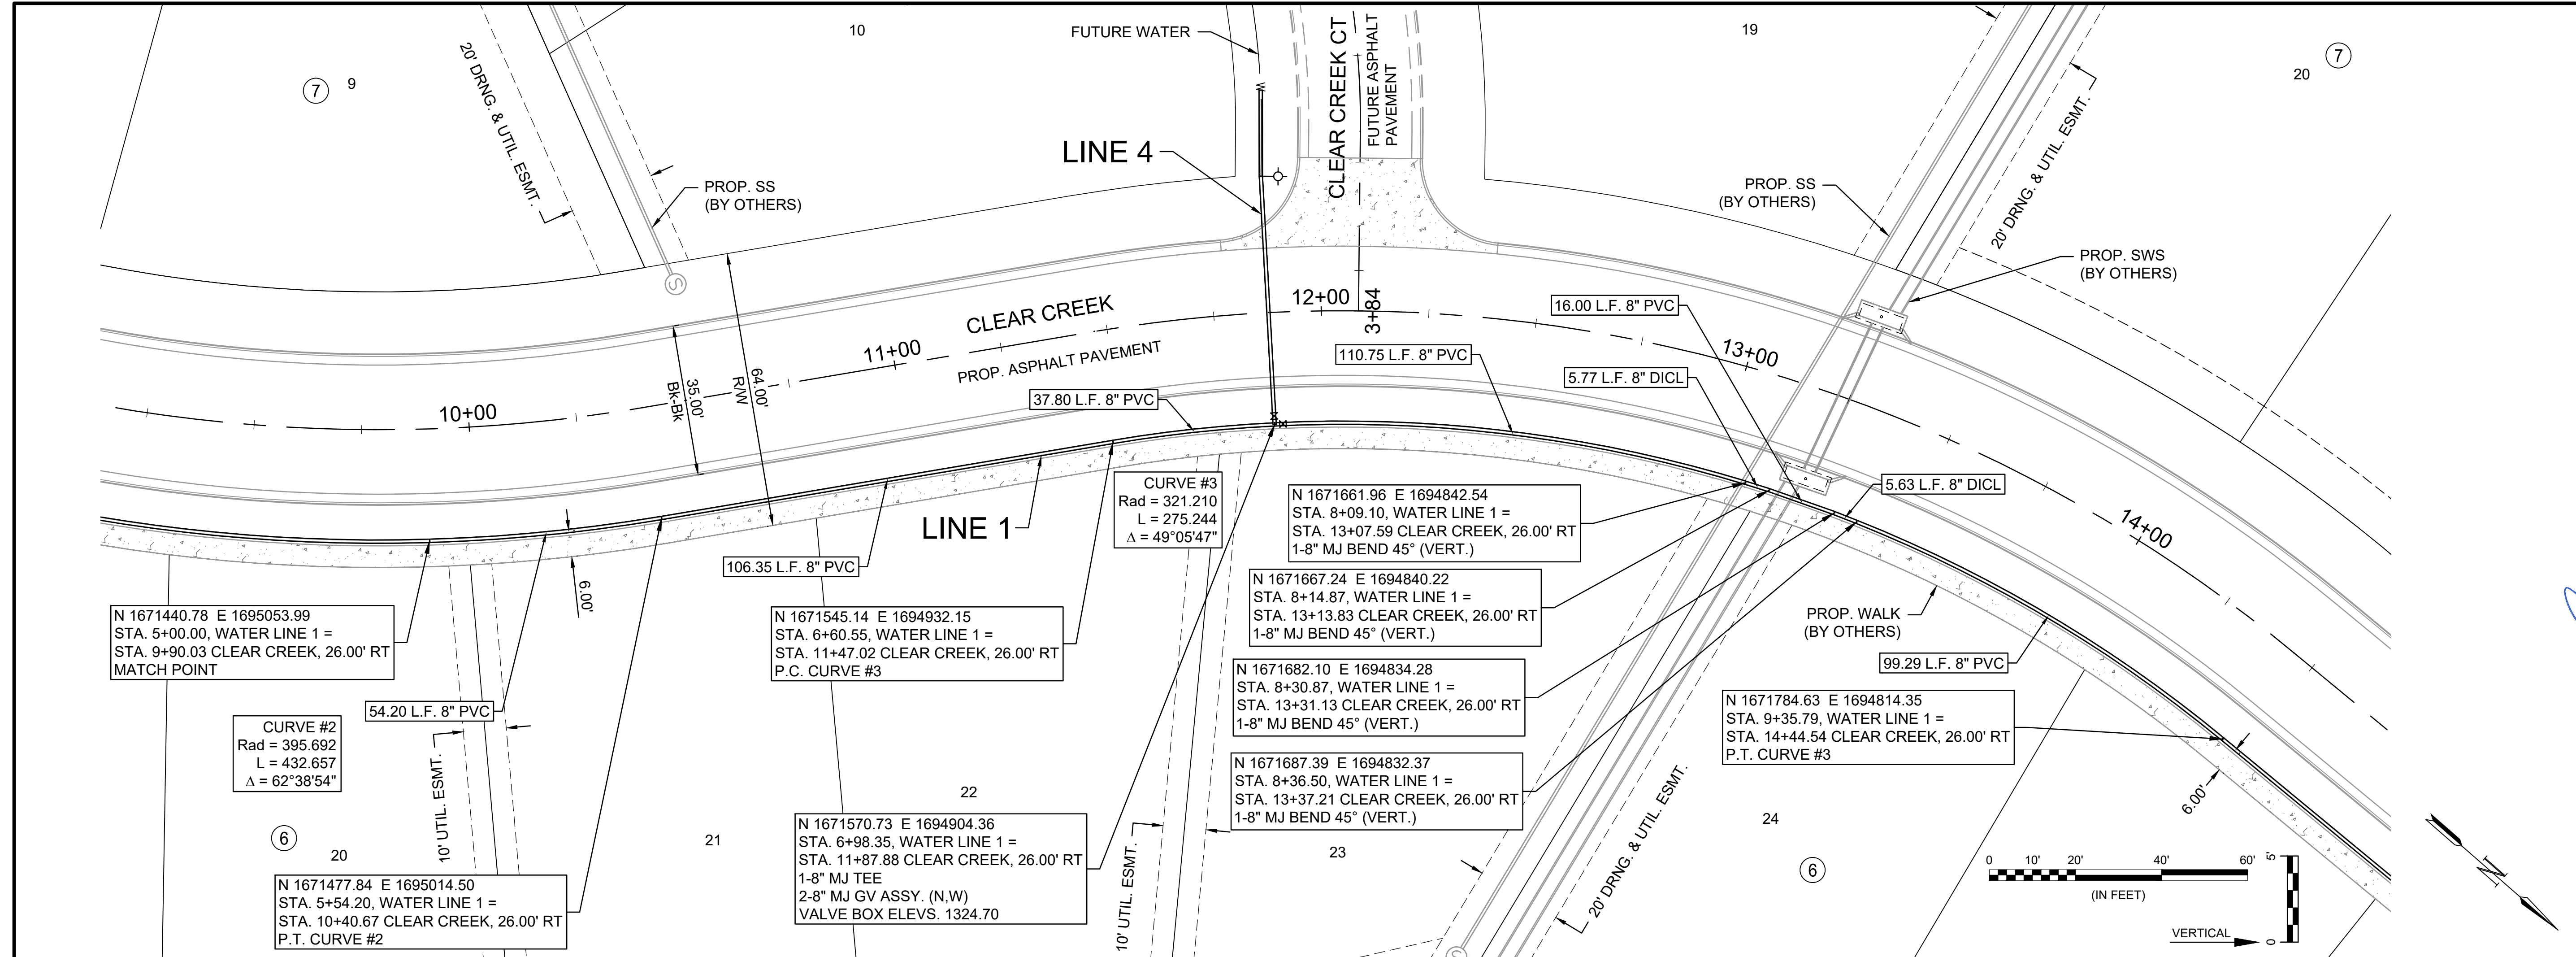 10
FUTURE WATER
CLEAR CREEK CT
FUTURE ASPHALT
PAVEMENT
19
7
20
7
9
20' DRNG. & UTIL. ESMT.
W
LINE 4
20' DRNG. & UTIL. ESMT.
PROP. SS
(BY OTHERS)
PROP. SS
(BY OTHERS)
S
PROP. SWS
(BY OTHERS)
CLEAR CREEK
12+00
3+84
16.00 L.F. 8" PVC
11+00
PROP. ASPHALT PAVEMENT
110.75 L.F. 8" PVC
13+00
5.77 L.F. 8" DICL
35.00'
Bk-Bk
64.00'
R/W
10+00
37.80 L.F. 8" PVC
5.63 L.F. 8" DICL
CURVE #3
Rad = 321.210
L = 275.244
Δ = 49°05'47"
N 1671661.96 E 1694842.54
STA. 8+09.10, WATER LINE 1 =
STA. 13+07.59 CLEAR CREEK, 26.00' RT
1-8" MJ BEND 45° (VERT.)
LINE 1
14+00
106.35 L.F. 8" PVC
6.00'
N 1671667.24 E 1694840.22
STA. 8+14.87, WATER LINE 1 =
STA. 13+13.83 CLEAR CREEK, 26.00' RT
1-8" MJ BEND 45° (VERT.)
N 1671440.78 E 1695053.99
STA. 5+00.00, WATER LINE 1 =
STA. 9+90.03 CLEAR CREEK, 26.00' RT
MATCH POINT
N 1671545.14 E 1694932.15
STA. 6+60.55, WATER LINE 1 =
STA. 11+47.02 CLEAR CREEK, 26.00' RT
P.C. CURVE #3
PROP. WALK
(BY OTHERS)
99.29 L.F. 8" PVC
N 1671682.10 E 1694834.28
STA. 8+30.87, WATER LINE 1 =
STA. 13+31.13 CLEAR CREEK, 26.00' RT
1-8" MJ BEND 45° (VERT.)
54.20 L.F. 8" PVC
N 1671784.63 E 1694814.35
STA. 9+35.79, WATER LINE 1 =
STA. 14+44.54 CLEAR CREEK, 26.00' RT
P.T. CURVE #3
CURVE #2
Rad = 395.692
L = 432.657
Δ = 62°38'54"
10' UTIL. ESMT.
N 1671687.39 E 1694832.37
STA. 8+36.50, WATER LINE 1 =
STA. 13+37.21 CLEAR CREEK, 26.00' RT
1-8" MJ BEND 45° (VERT.)
6.00'
22
N 1671570.73 E 1694904.36
STA. 6+98.35, WATER LINE 1 =
STA. 11+87.88 CLEAR CREEK, 26.00' RT
1-8" MJ TEE
2-8" MJ GV ASSY. (N,W)
VALVE BOX ELEVS. 1324.70
24
6
20
21
23
6
10' UTIL. ESMT.
20' DRNG. & UTIL. ESMT.
N 1671477.84 E 1695014.50
STA. 5+54.20, WATER LINE 1 =
STA. 10+40.67 CLEAR CREEK, 26.00' RT
P.T. CURVE #2
0 10' 20' 40' 60'
(IN FEET)
5'
0
VERTICAL
N
S